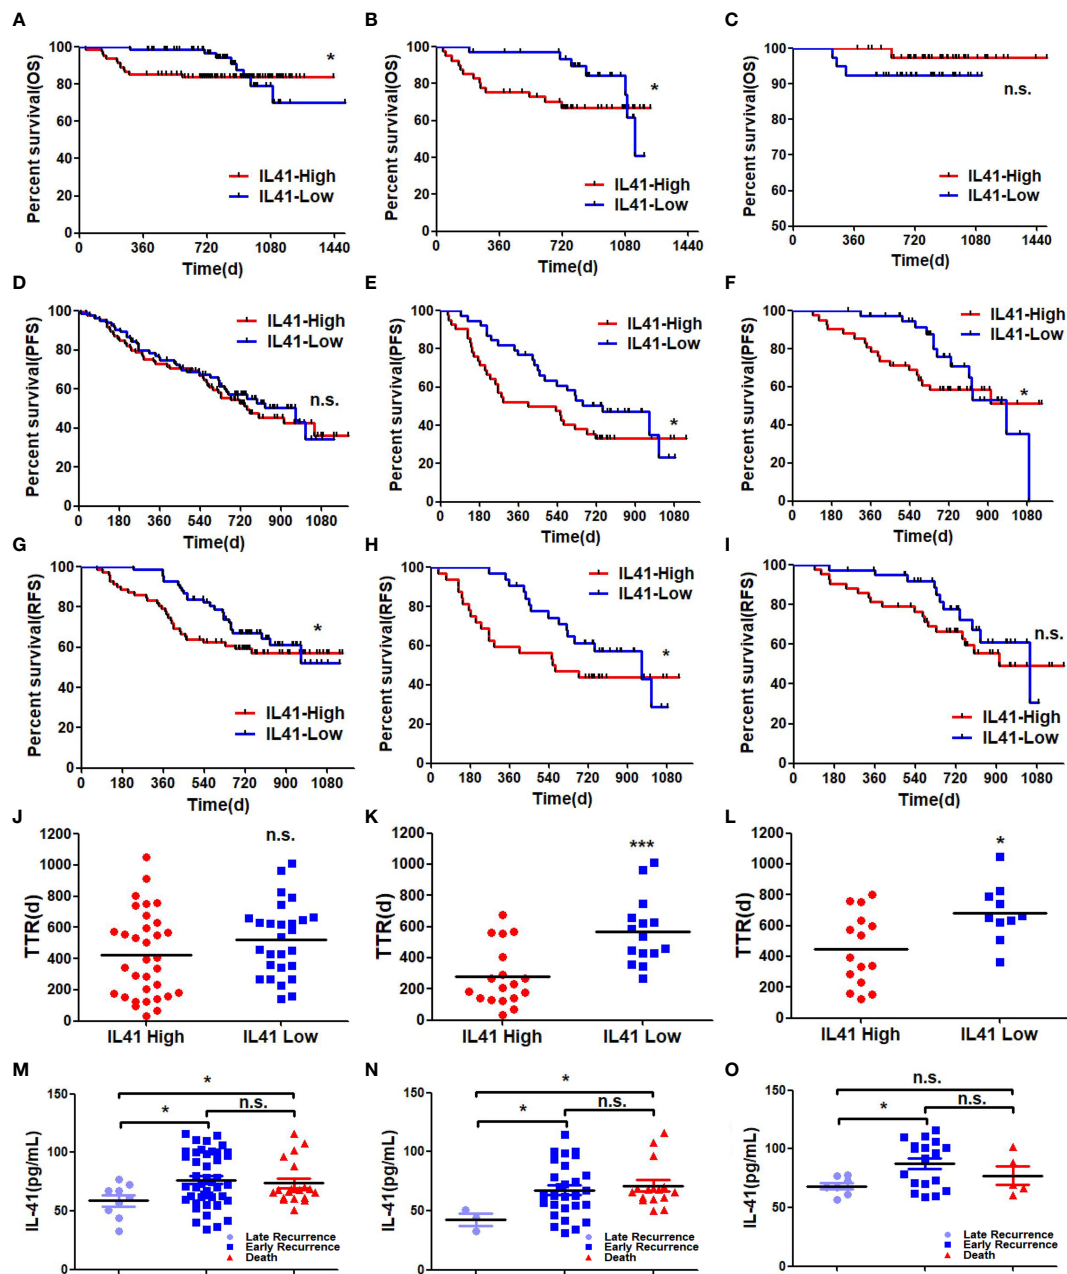 A
B
C
Percent survival(OS)
100
80
60
40
20
0
*
IL41-High
IL41-Low
0 360 720 1080 1440
Time(d)
Percent survival(OS)
100
80
60
40
20
0
*
IL41-High
IL41-Low
0 360 720 1080 1440
Time(d)
Percent survival(OS)
100
90
80
70
60
50
n.s.
IL41-High
IL41-Low
0 360 720 1080 1440
Time(d)
D
E
F
Percent survival(PFS)
100
80
60
40
20
0
IL41-High
IL41-Low
n.s.
0 180 360 540 720 900 1080
Time(d)
Percent survival(PFS)
100
80
60
40
20
0
IL41-High
IL41-Low
*
0 180 360 540 720 900 1080
Time(d)
Percent survival(PFS)
100
80
60
40
20
0
IL41-High
IL41-Low
*
0 180 360 540 720 900 1080
Time(d)
G
H
I
Percent survival(RFS)
100
80
60
40
20
0
*
IL41-High
IL41-Low
0 180 360 540 720 900 1080
Time(d)
Percent survival(RFS)
100
80
60
40
20
0
IL41-High
IL41-Low
*
0 180 360 540 720 900 1080
Time(d)
Percent survival(RFS)
100
80
60
40
20
0
n.s.
IL41-High
IL41-Low
0 180 360 540 720 900 1080
Time(d)
J
K
L
TTR(d)
1200
1000
800
600
400
200
0
n.s.
IL41 High IL41 Low
TTR(d)
1200
1000
800
600
400
200
0
***
IL41 High IL41 Low
TTR(d)
1200
1000
800
600
400
200
0
*
IL41 High IL41 Low
M
N
O
IL-41(pg/mL)
150
100
50
0
*
* n.s.
Late Recurrence
Early Recurrence
Death
IL-41(pg/mL)
150
100
50
0
*
* n.s.
Late Recurrence
Early Recurrence
Death
IL-41(pg/mL)
150
100
50
0
n.s.
* n.s.
Late Recurrence
Early Recurrence
Death